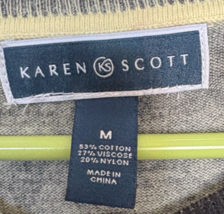 KAREN KS SCOTT
M
53% COTTON
27% VISCOSE
20% NYLON
MADE IN
CHINA